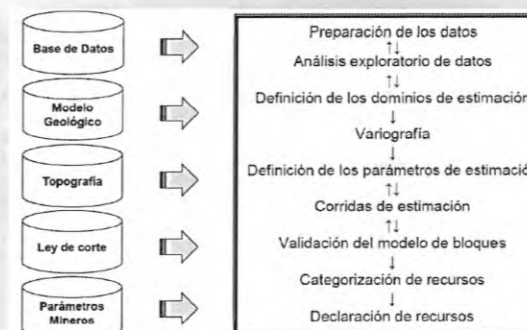 Base de Datos
Modelo
Geológico
Topografía
Ley de corte
Parámetros
Mineros
Preparación de los datos
↑↓
Análisis exploratorio de datos
↑↓
Definición de los dominios de estimación
↓
Variografía
↓
Definición de los parámetros de estimació
↑↓
Corridas de estimación
↑↓
Validación del modelo de bloques
↓
Categorización de recursos
↓
Declaración de recursos